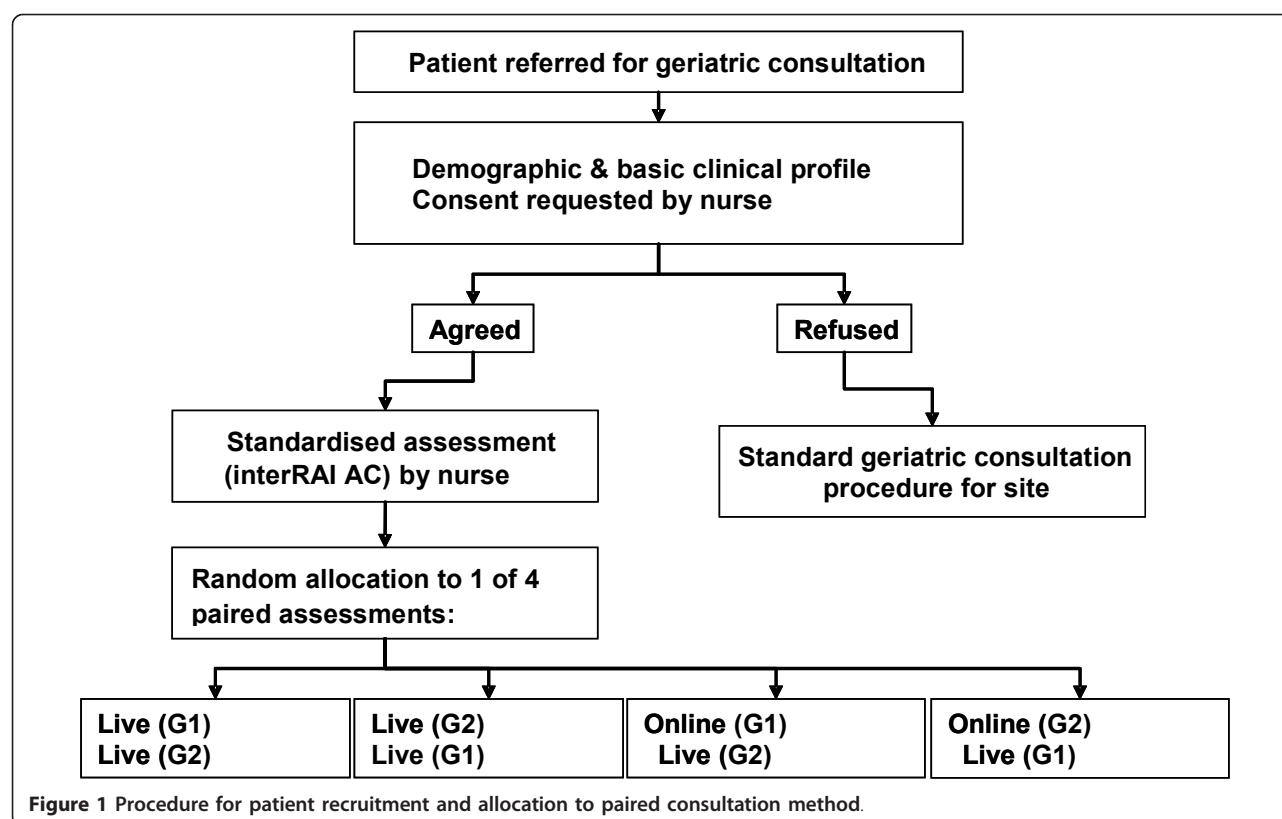 Patient referred for geriatric consultation
Demographic & basic clinical profile
Consent requested by nurse
Agreed
Refused
Standardised assessment
(interRAI AC) by nurse
Standard geriatric consultation
procedure for site
Random allocation to 1 of 4
paired assessments:
Live (G1)
Live (G2)
Live (G2)
Live (G1)
Online (G1)
Live (G2)
Online (G2)
Live (G1)
Figure 1 Procedure for patient recruitment and allocation to paired consultation method.